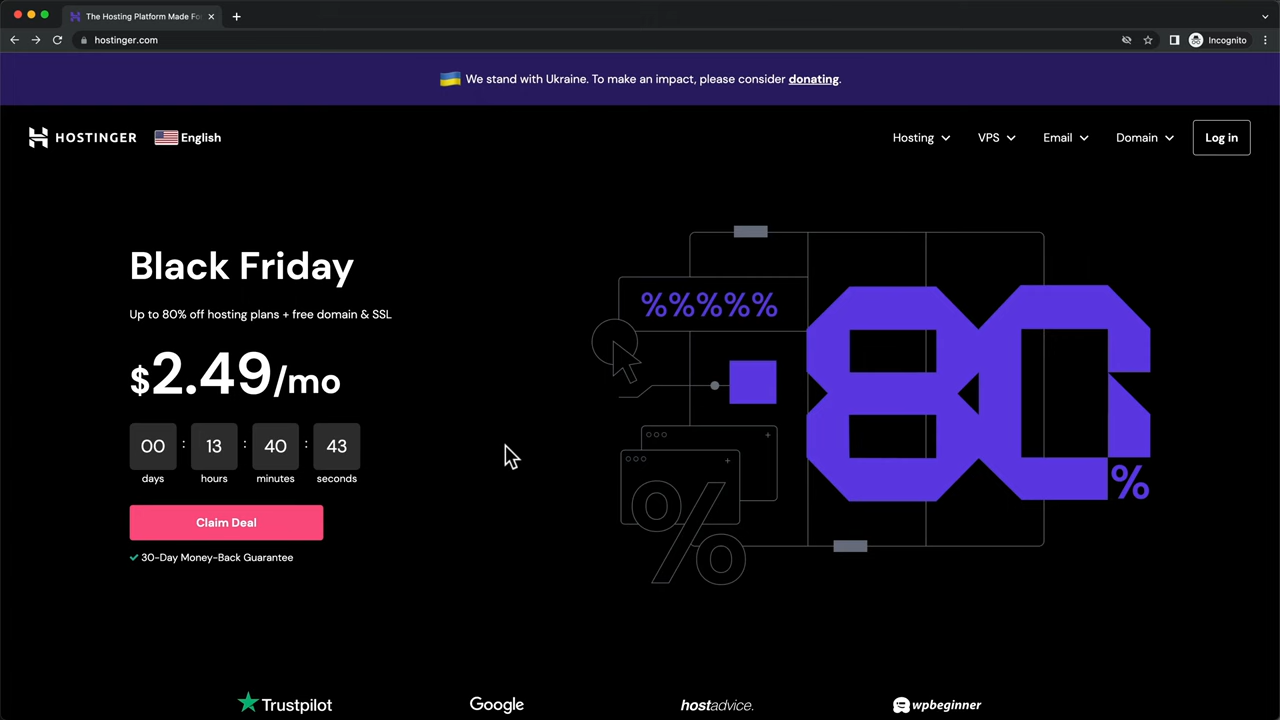 The Hosting Platform Made Fo
hostinger.com
Incognito
We stand with Ukraine. To make an impact, please consider donating.
HOSTINGER
English
Hosting
VPS
Email
Domain
Log in
Black Friday
Up to 80% off hosting plans + free domain & SSL
$2.49/mo
00 : 13 : 40 : 43
days hours minutes seconds
Claim Deal
30-Day Money-Back Guarantee
%%%%%
-80%
%
Trustpilot
Google
hostadvice.
wpbeginner